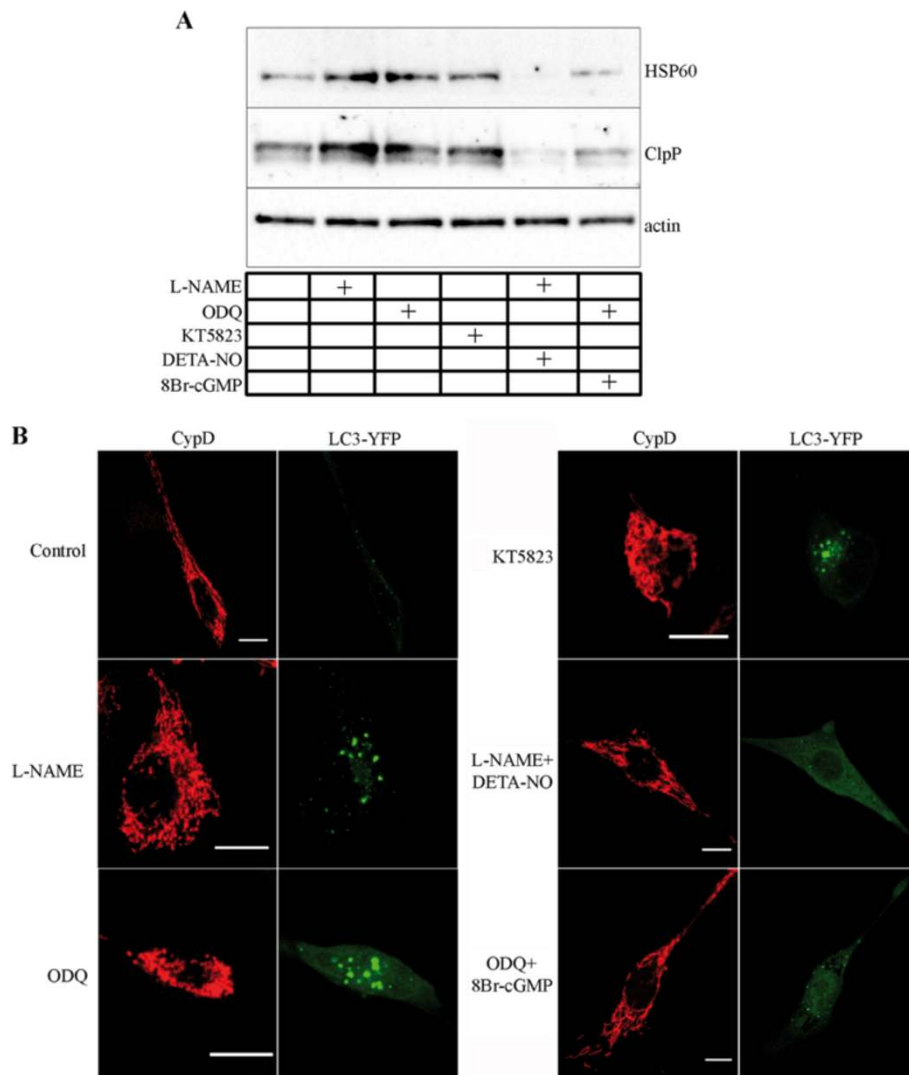 A
HSP60
ClpP
actin
L-NAME + +
ODQ + +
KT5823 +
DETA-NO +
8Br-cGMP +
B
CypD LC3-YFP CypD LC3-YFP
Control
KT5823
L-NAME
L-NAME+
DETA-NO
ODQ
ODQ+
8Br-cGMP